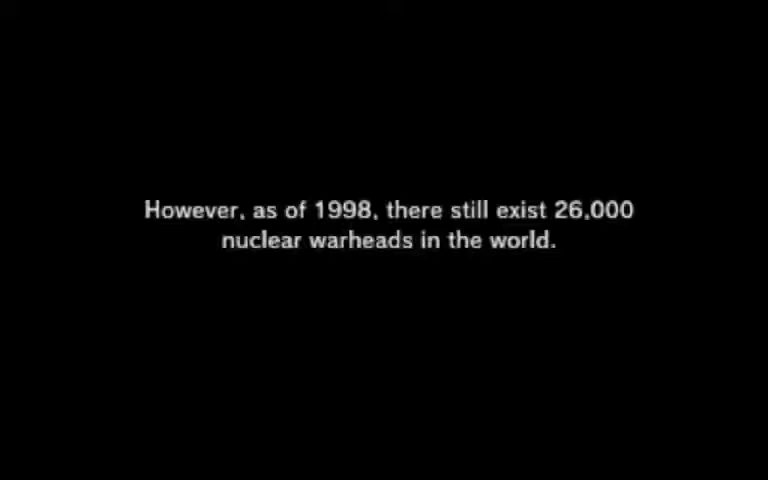 However, as of 1998, there still exist 26,000
nuclear warheads in the world.